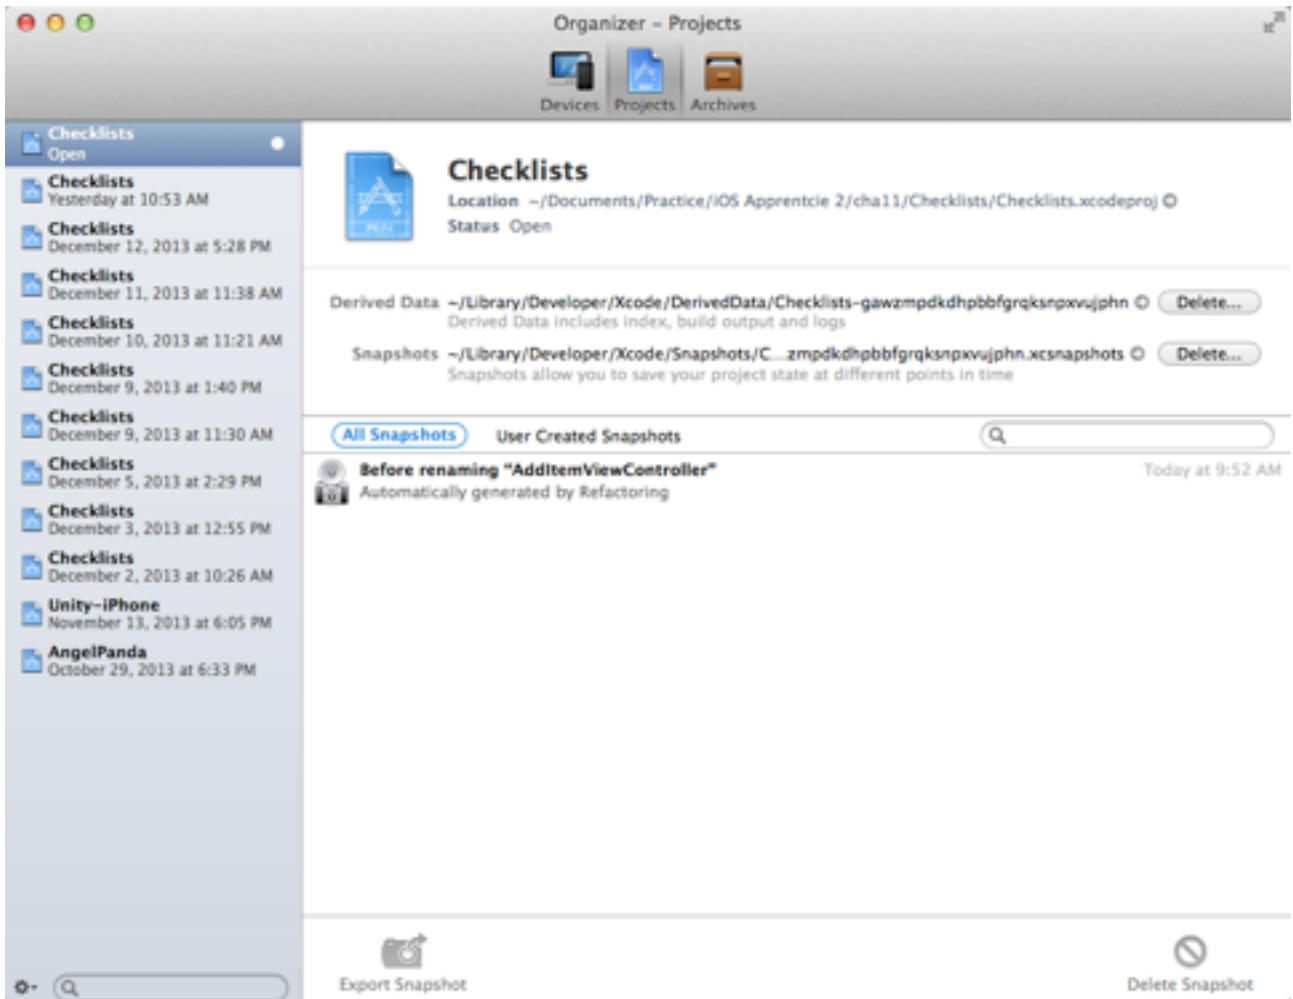 Organizer – Projects
Devices Projects Archives
Checklists
Open
Checklists
Yesterday at 10:53 AM
Checklists
December 12, 2013 at 5:28 PM
Checklists
December 11, 2013 at 11:38 AM
Checklists
December 10, 2013 at 11:21 AM
Checklists
December 9, 2013 at 1:40 PM
Checklists
December 9, 2013 at 11:30 AM
Checklists
December 5, 2013 at 2:29 PM
Checklists
December 3, 2013 at 12:55 PM
Checklists
December 2, 2013 at 10:26 AM
Unity-iPhone
November 13, 2013 at 6:05 PM
AngelPanda
October 29, 2013 at 6:33 PM
Checklists
Location ~/Documents/Practice/iOS Apprentcie 2/cha11/Checklists/Checklists.xcodeproj
Status Open
Derived Data ~/Library/Developer/Xcode/DerivedData/Checklists-gawzmpdkdhpbbfgrqksnpxvujphn Delete...
Derived Data includes index, build output and logs
Snapshots ~/Library/Developer/Xcode/Snapshots/C...zmpdkdhpbbfgrqksnpxvujphn.xcsnapshots Delete...
Snapshots allow you to save your project state at different points in time
All Snapshots User Created Snapshots
Before renaming "AddItemViewController" Today at 9:52 AM
Automatically generated by Refactoring
Export Snapshot Delete Snapshot